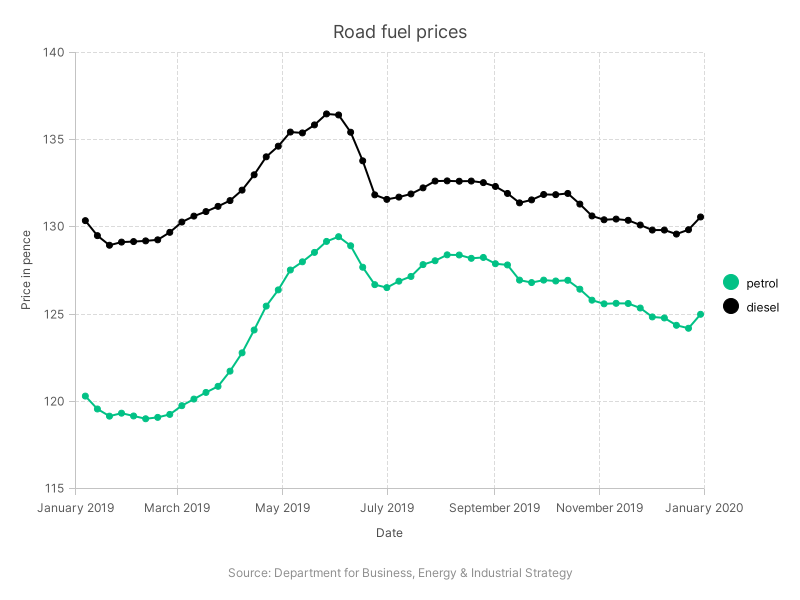 Road fuel prices
140
135
130
125
120
115
Price in pence
January 2019 March 2019 May 2019 July 2019 September 2019 November 2019 January 2020
Date
petrol
diesel
Source: Department for Business, Energy & Industrial Strategy